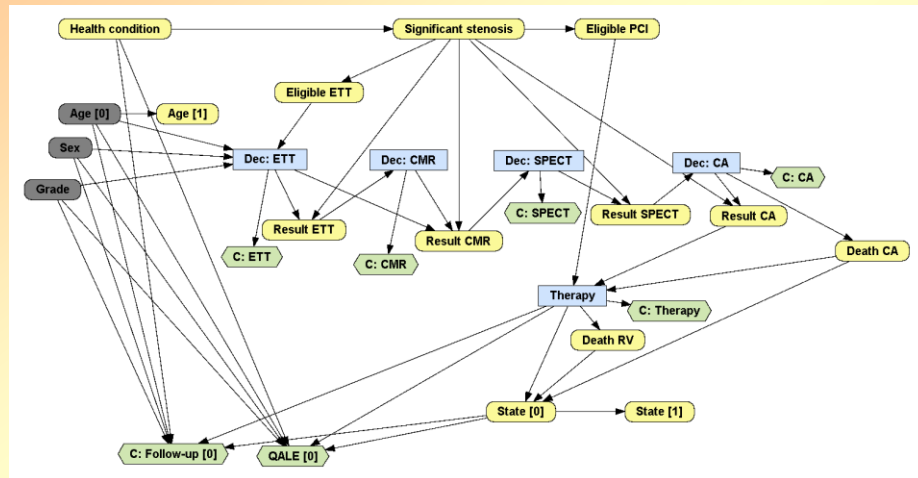 Health condition
Significant stenosis
Eligible PCI
Eligible ETT
Age [0]
Age [1]
Sex
Dec: ETT
Dec: CMR
Dec: SPECT
Dec: CA
C: CA
Grade
C: SPECT
Result SPECT
Result CA
Result ETT
Result CMR
C: ETT
C: CMR
Death CA
Therapy
C: Therapy
Death RV
State [0]
State [1]
C: Follow-up [0]
QALE [0]